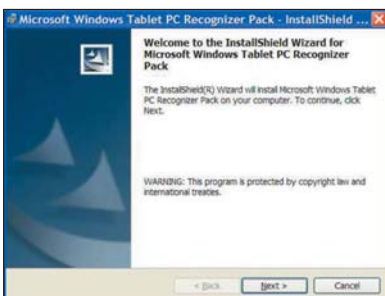 Microsoft Windows Tablet PC Recognizer Pack - InstallShield ...
Welcome to the InstallShield Wizard for
Microsoft Windows Tablet PC Recognizer
Pack
The InstallShield(R) Wizard will install Microsoft Windows Tablet
PC Recognizer Pack on your computer. To continue, click
Next.
WARNING: This program is protected by copyright law and
international treaties.
< Back
Next >
Cancel